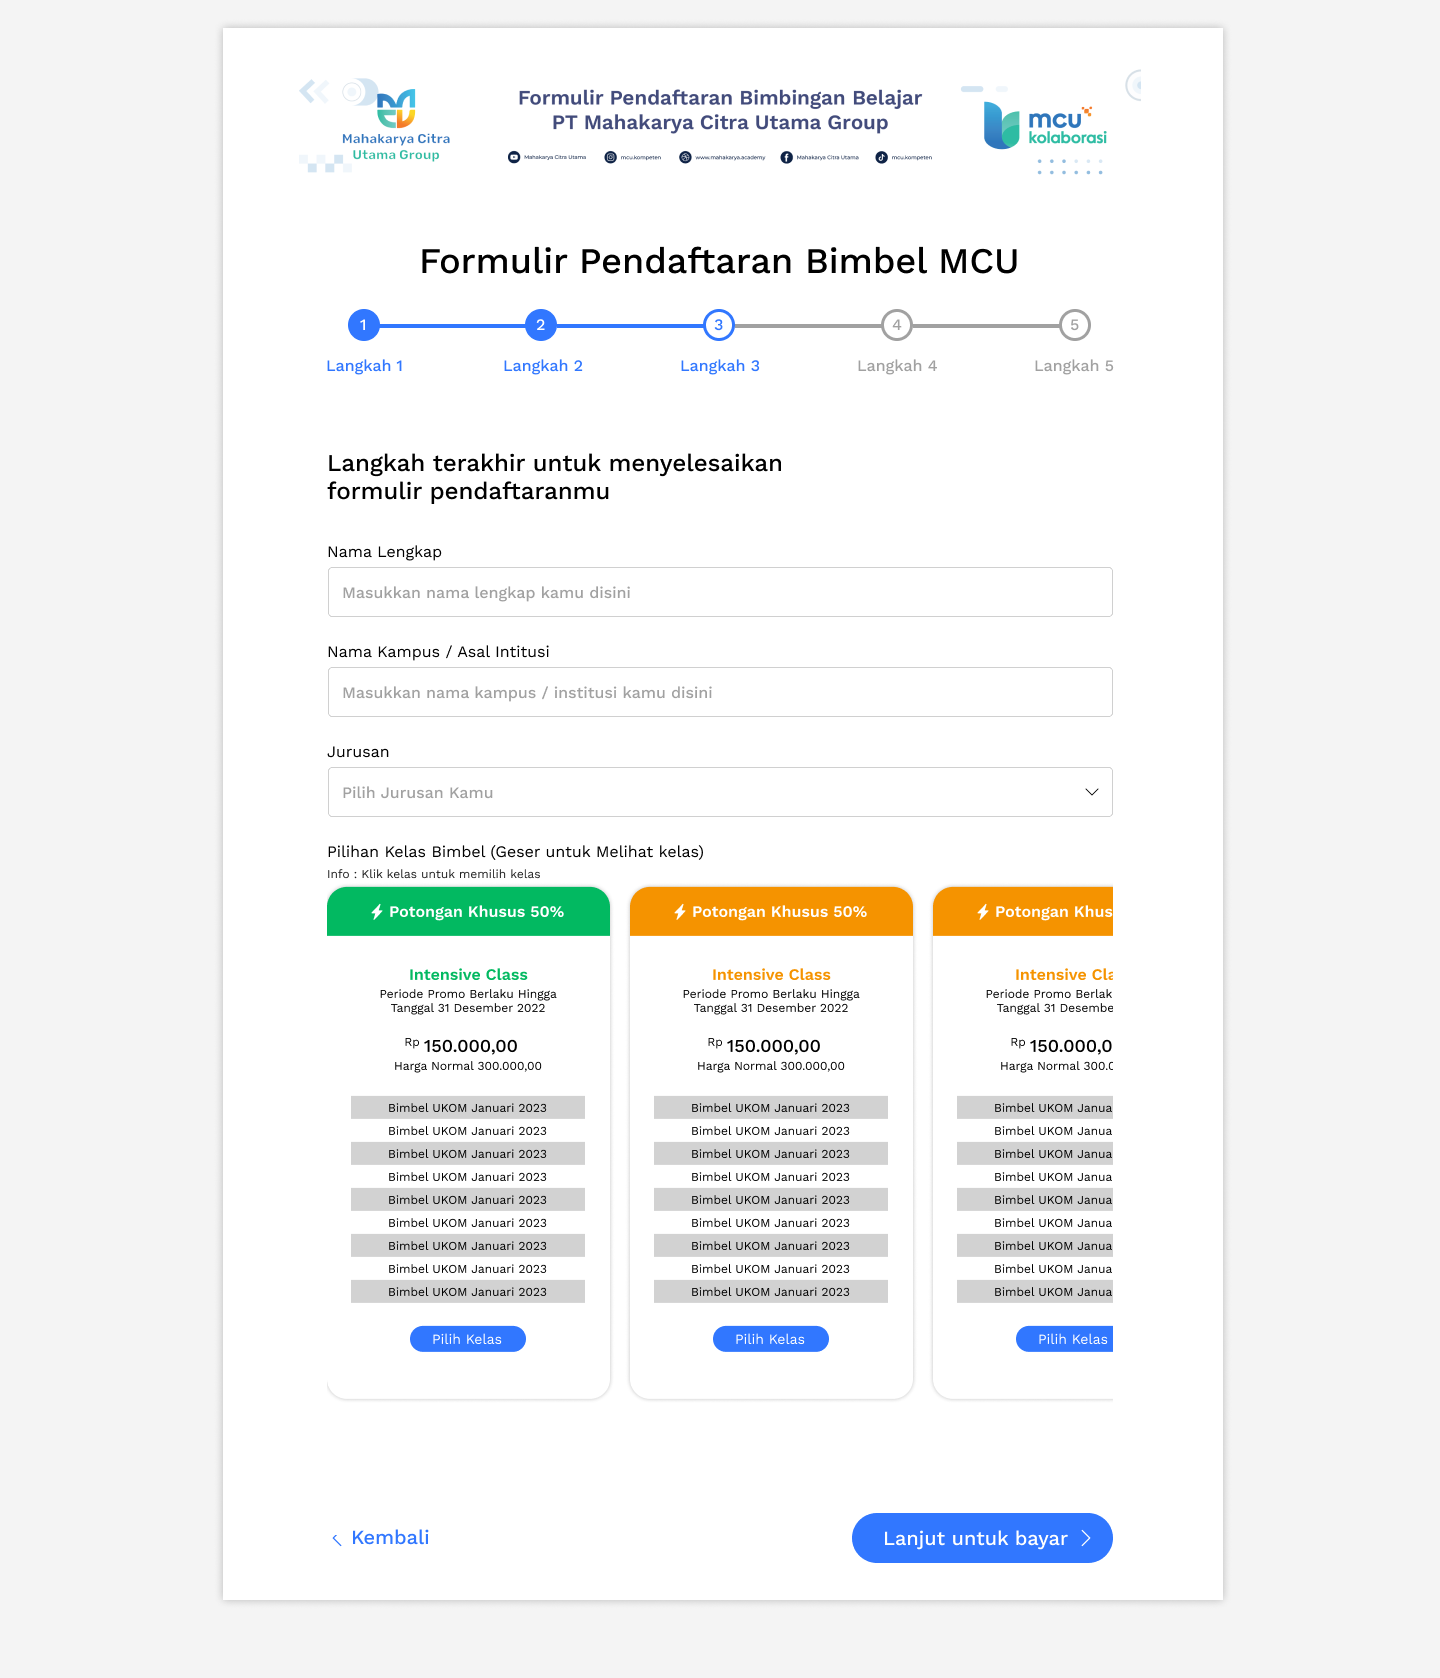 Mahakarya Citra
Utama Group
Formulir Pendaftaran Bimbingan Belajar
PT Mahakarya Citra Utama Group
Mahakarya Citra Utama
mcu.kompeten
www.mahakarya.academy
Mahakarya Citra Utama
mcu.kompeten
mcu
kolaborasi
Formulir Pendaftaran Bimbel MCU
1
2
3
4
5
Langkah 1
Langkah 2
Langkah 3
Langkah 4
Langkah 5
Langkah terakhir untuk menyelesaikan
formulir pendaftaranmu
Nama Lengkap
Masukkan nama lengkap kamu disini
Nama Kampus / Asal Intitusi
Masukkan nama kampus / institusi kamu disini
Jurusan
Pilih Jurusan Kamu
Pilihan Kelas Bimbel (Geser untuk Melihat kelas)
Info : Klik kelas untuk memilih kelas
Potongan Khusus 50%
Intensive Class
Periode Promo Berlaku Hingga
Tanggal 31 Desember 2022
Rp 150.000,00
Harga Normal 300.000,00
Bimbel UKOM Januari 2023
Bimbel UKOM Januari 2023
Bimbel UKOM Januari 2023
Bimbel UKOM Januari 2023
Bimbel UKOM Januari 2023
Bimbel UKOM Januari 2023
Bimbel UKOM Januari 2023
Bimbel UKOM Januari 2023
Bimbel UKOM Januari 2023
Pilih Kelas
Potongan Khusus 50%
Intensive Class
Periode Promo Berlaku Hingga
Tanggal 31 Desember 2022
Rp 150.000,00
Harga Normal 300.000,00
Bimbel UKOM Januari 2023
Bimbel UKOM Januari 2023
Bimbel UKOM Januari 2023
Bimbel UKOM Januari 2023
Bimbel UKOM Januari 2023
Bimbel UKOM Januari 2023
Bimbel UKOM Januari 2023
Bimbel UKOM Januari 2023
Bimbel UKOM Januari 2023
Pilih Kelas
Potongan Khus
Intensive Cla
Periode Promo Berlak
Tanggal 31 Desembe
Rp 150.000,0
Harga Normal 300.0
Bimbel UKOM Janua
Bimbel UKOM Janua
Bimbel UKOM Janua
Bimbel UKOM Janua
Bimbel UKOM Janua
Bimbel UKOM Janua
Bimbel UKOM Janua
Bimbel UKOM Janua
Bimbel UKOM Janua
Pilih Kelas
Kembali
Lanjut untuk bayar